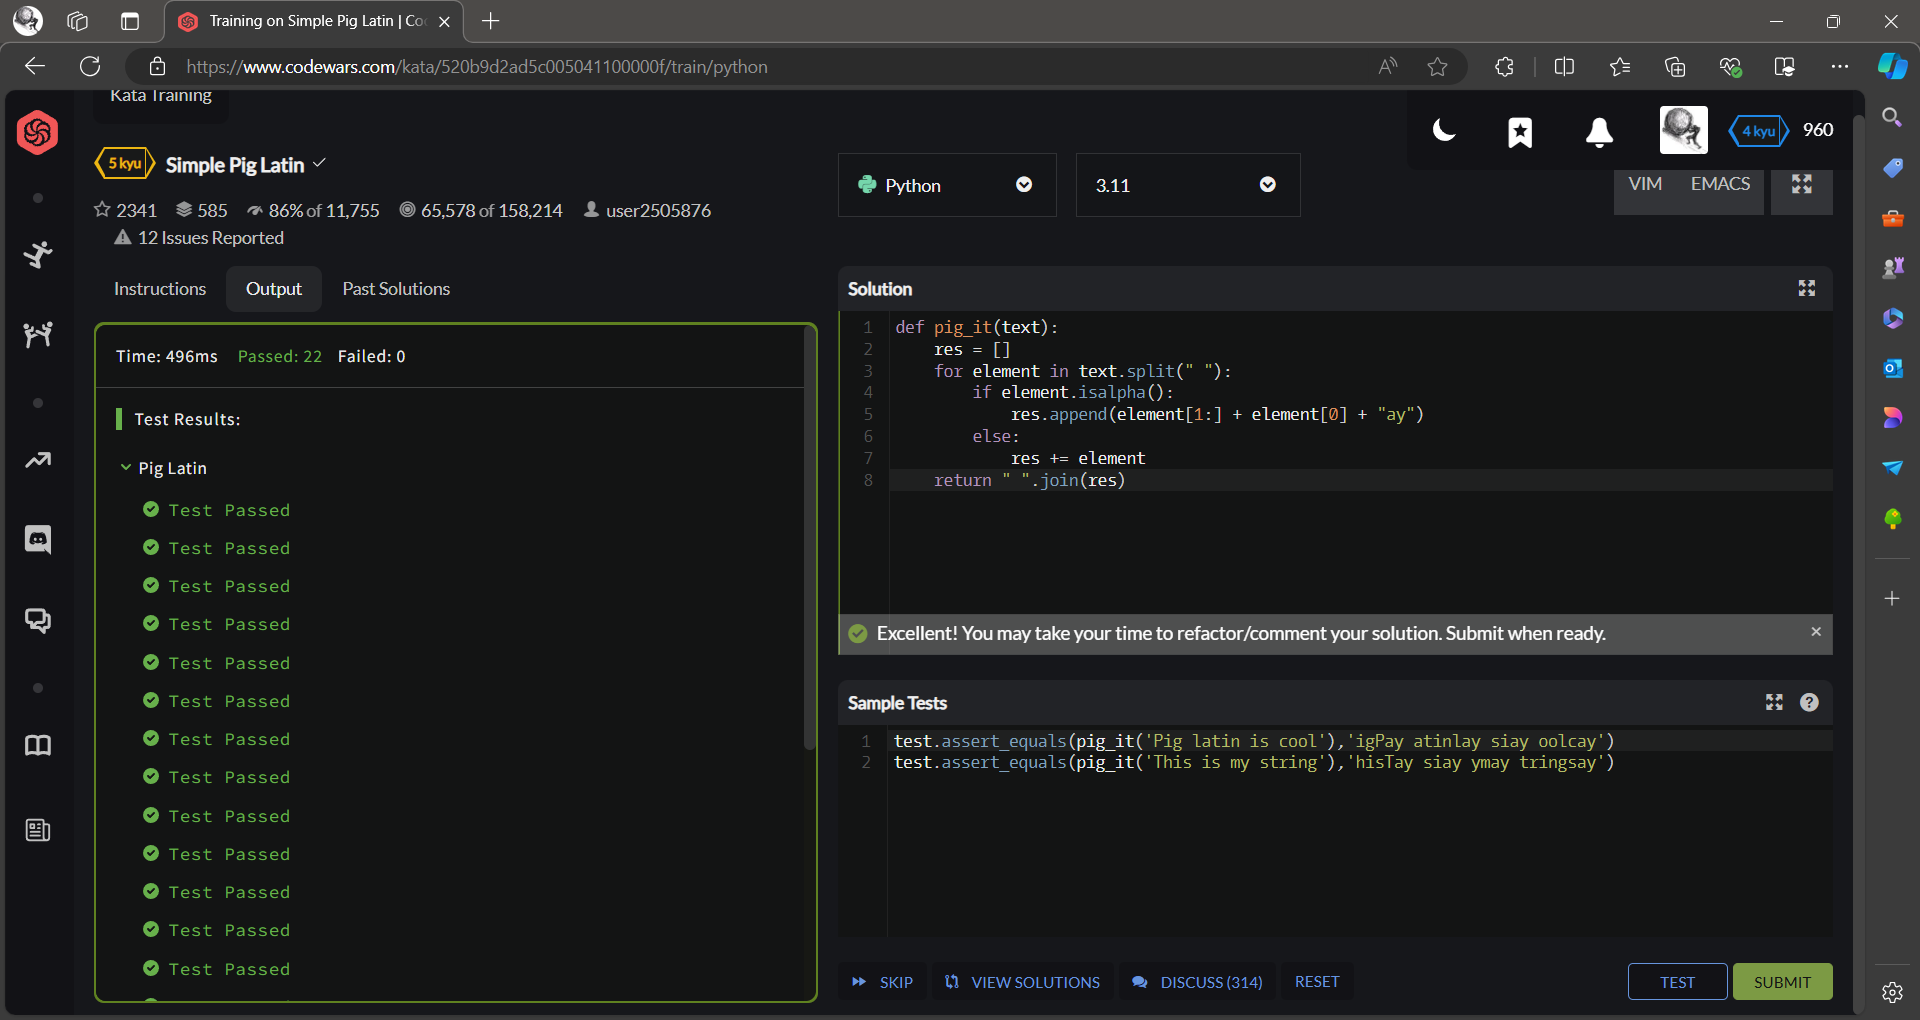 Training on Simple Pig Latin | Co
https://www.codewars.com/kata/520b9d2ad5c005041100000f/train/python
Kata Training
4 kyu 960
5 kyu Simple Pig Latin
2341 585 86% of 11,755 65,578 of 158,214 user2505876
12 Issues Reported
Python 3.11 VIM EMACS
Instructions Output Past Solutions
Time: 496ms Passed: 22 Failed: 0
Test Results:
Pig Latin
Test Passed
Test Passed
Test Passed
Test Passed
Test Passed
Test Passed
Test Passed
Test Passed
Test Passed
Test Passed
Test Passed
Test Passed
Test Passed
Solution
1 def pig_it(text):
2     res = []
3     for element in text.split(" "):
4         if element.isalpha():
5             res.append(element[1:] + element[0] + "ay")
6         else:
7             res += element
8     return " ".join(res)
Excellent! You may take your time to refactor/comment your solution. Submit when ready.
Sample Tests
1 test.assert_equals(pig_it('Pig latin is cool'),'igPay atinlay siay oolcay')
2 test.assert_equals(pig_it('This is my string'),'hisTay siay ymay tringsay')
SKIP VIEW SOLUTIONS DISCUSS (314) RESET TEST SUBMIT